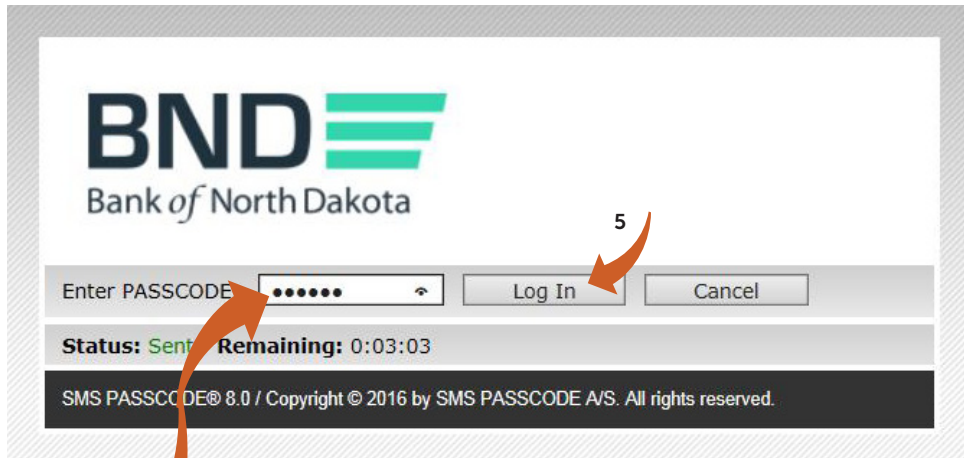 BND
Bank of North Dakota
5
Enter PASSCODE •••••• Log In Cancel
Status: Sent Remaining: 0:03:03
SMS PASSCODE® 8.0 / Copyright © 2016 by SMS PASSCODE A/S. All rights reserved.